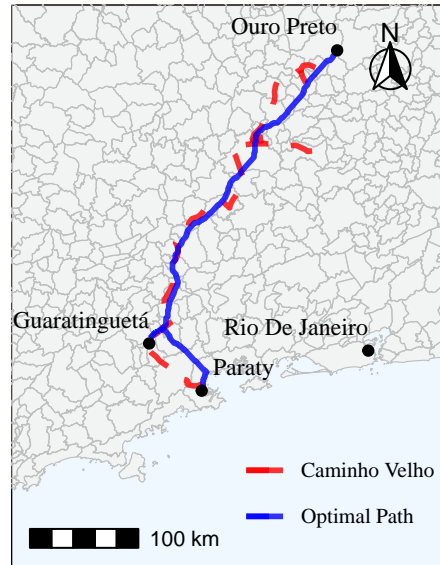 Ouro Preto
N
Guaratinguetá
Rio De Janeiro
Paraty
Caminho Velho
Optimal Path
100 km